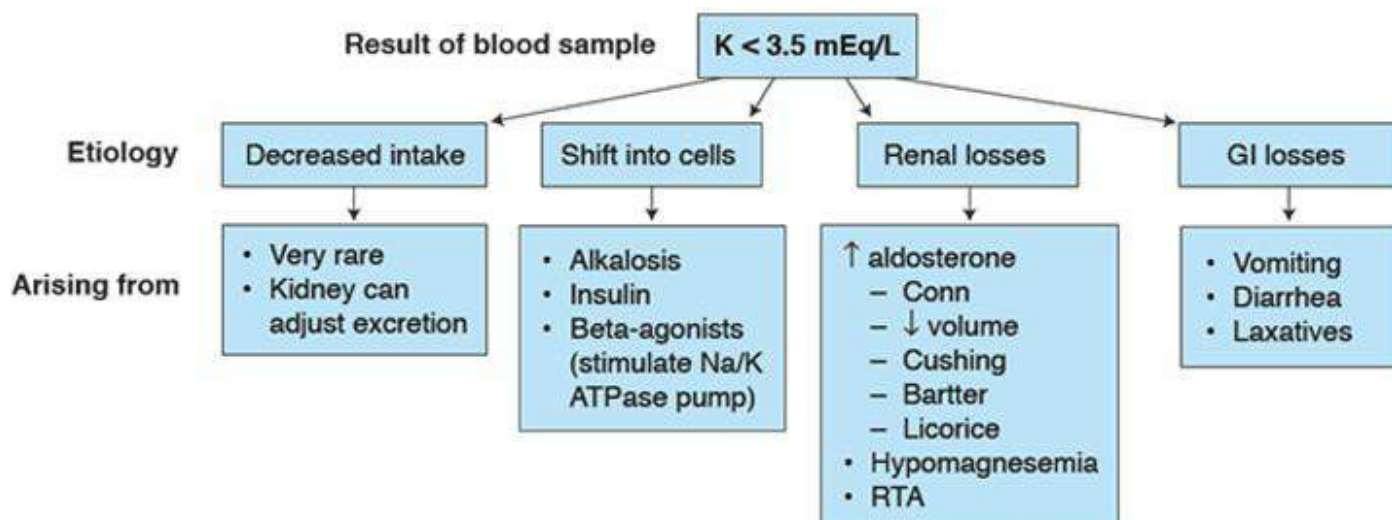 Result of blood sample
K < 3.5 mEq/L
Etiology
Decreased intake
Shift into cells
Renal losses
GI losses
Arising from
• Very rare
• Kidney can
adjust excretion
• Alkalosis
• Insulin
• Beta-agonists
(stimulate Na/K
ATPase pump)
↑ aldosterone
– Conn
– ↓ volume
– Cushing
– Bartter
– Licorice
• Hypomagnesemia
• RTA
• Vomiting
• Diarrhea
• Laxatives